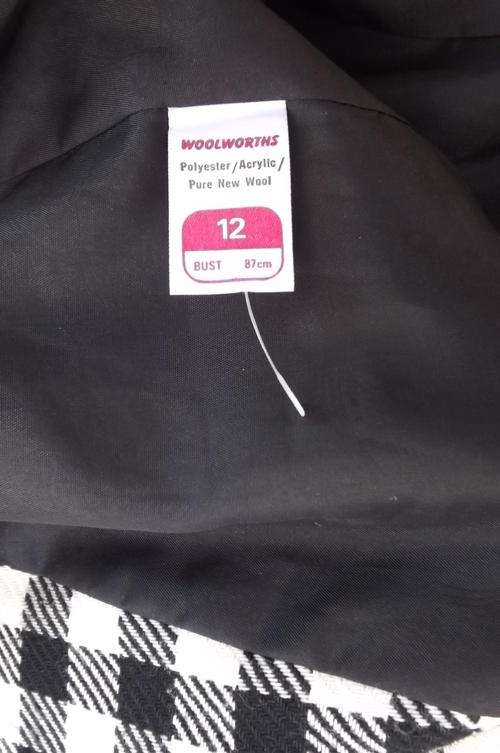 WOOLWORTHS
Polyester/Acrylic/
Pure New Wool
12
BUST 87cm